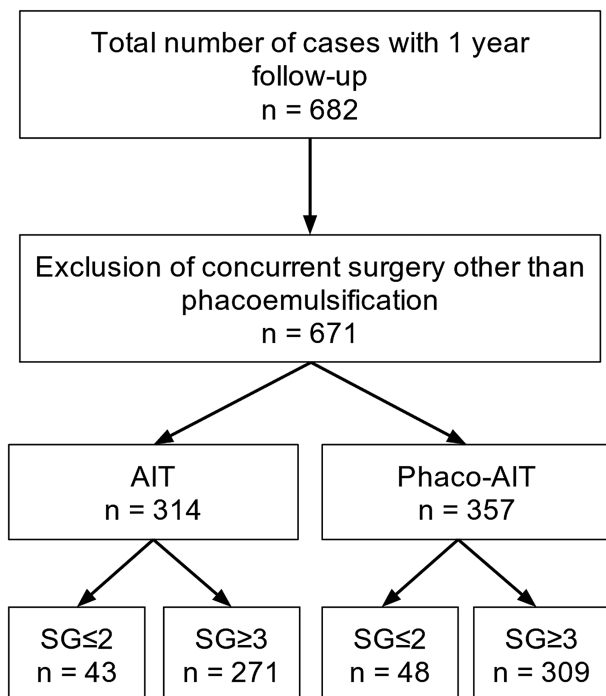 Total number of cases with 1 year
follow-up
n = 682
Exclusion of concurrent surgery other than
phacoemulsification
n = 671
AIT
n = 314
Phaco-AIT
n = 357
SG≤2
n = 43
SG≥3
n = 271
SG≤2
n = 48
SG≥3
n = 309